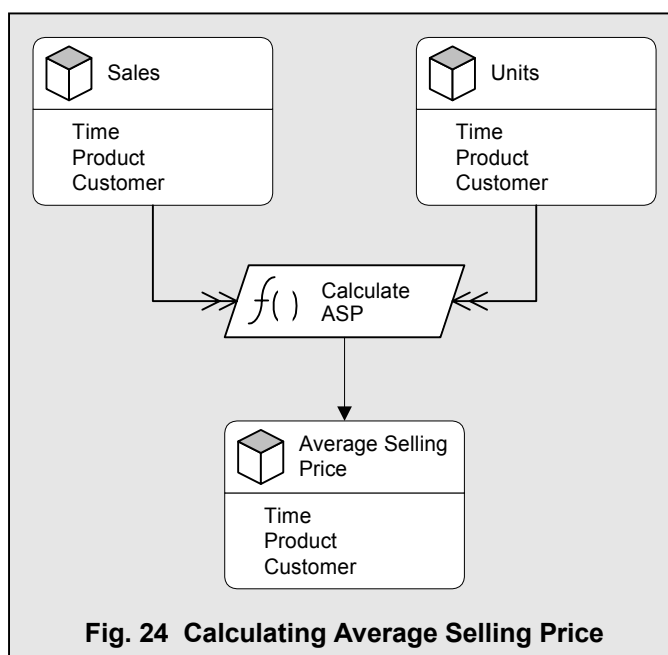 Sales
Time
Product
Customer
Units
Time
Product
Customer
f( ) Calculate
ASP
Average Selling
Price
Time
Product
Customer
Fig. 24 Calculating Average Selling Price